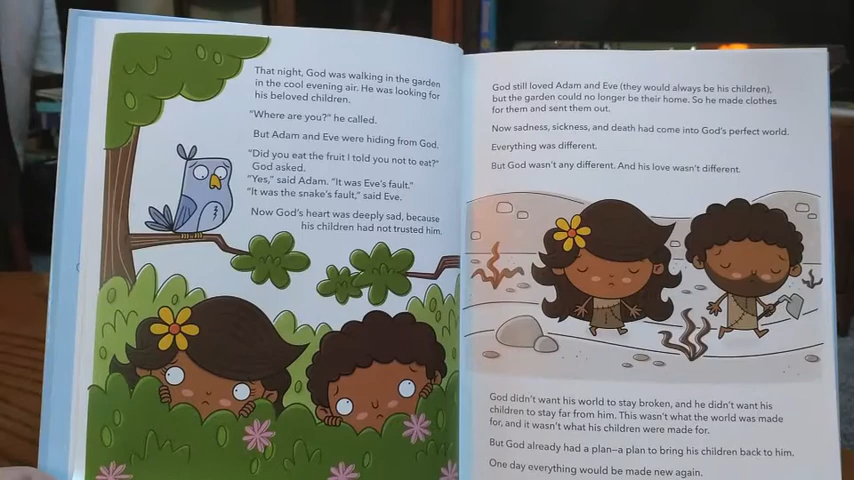 That night, God was walking in the garden
in the cool evening air. He was looking for
his beloved children.
"Where are you?" he called.
But Adam and Eve were hiding from God.
"Did you eat the fruit I told you not to eat?"
God asked.
"Yes," said Adam. "It was Eve's fault."
"It was the snake's fault," said Eve.
Now God's heart was deeply sad, because
his children had not trusted him.
God still loved Adam and Eve (they would always be his children),
but the garden could no longer be their home. So he made clothes
for them and sent them out.
Now sadness, sickness, and death had come into God's perfect world.
Everything was different.
But God wasn't any different. And his love wasn't different.
God didn't want his world to stay broken, and he didn't want his
children to stay far from him. This wasn't what the world was made
for, and it wasn't what his children were made for.
But God already had a plan—a plan to bring his children back to him.
One day everything would be made new again.